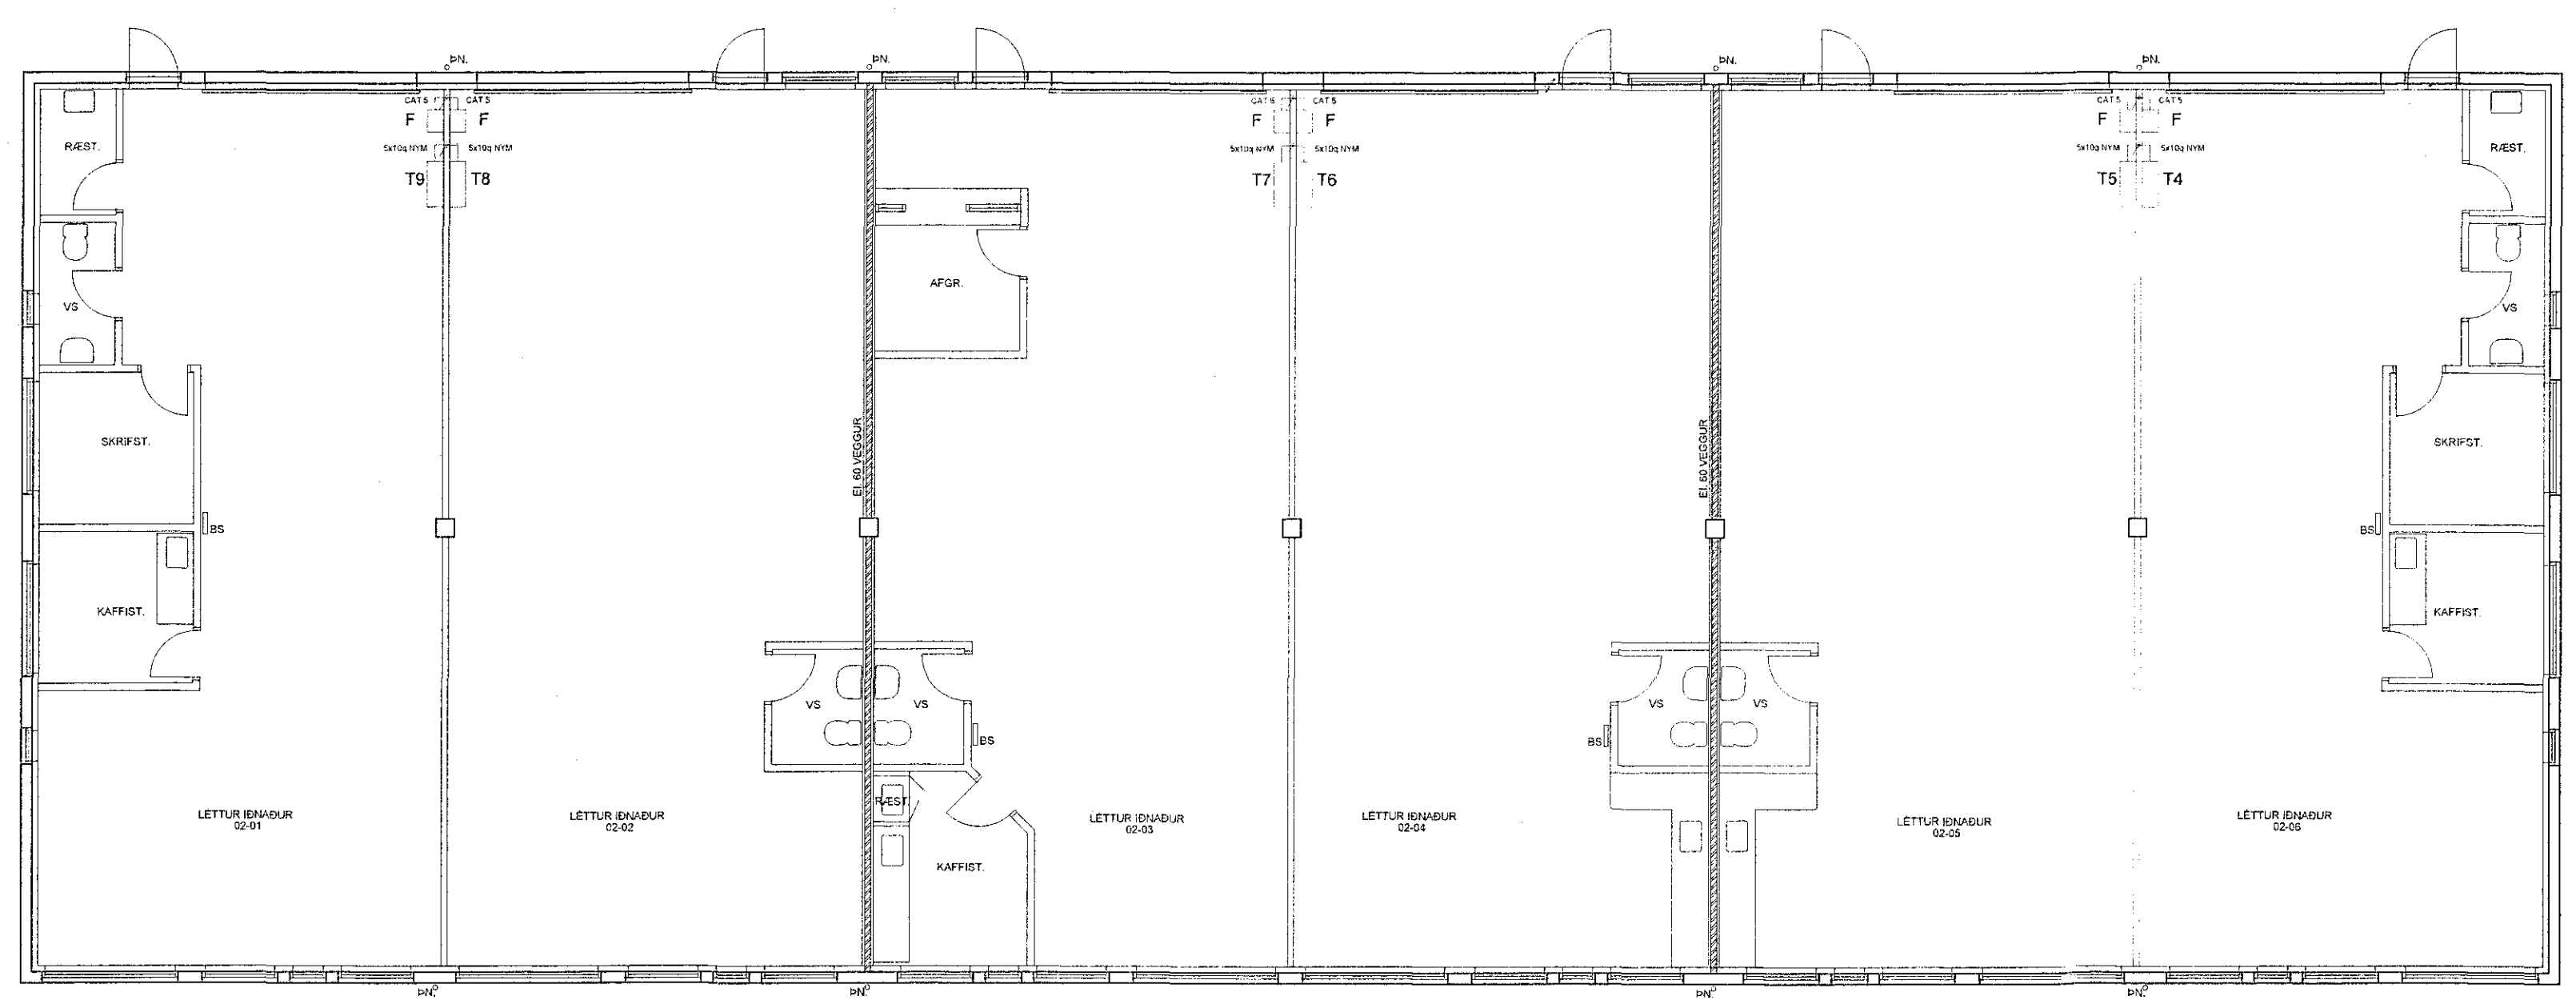 ÞN.
ÞN.
ÞN.
ÞN.
CAT 5
CAT 5
CAT 5
CAT 5
CAT 5
CAT 5
F
F
F
F
F
F
RÆST.
5x10q NYM
5x10q NYM
5x10q NYM
5x10q NYM
5x10q NYM
5x10q NYM
RÆST.
T9
T8
T7
T6
T5
T4
VS
AFGR.
VS
SKRIFST.
EI. 60 VEGGUR
EI. 60 VEGGUR
SKRIFST.
BS
BS
KAFFIST.
KAFFIST.
VS
VS
VS
VS
BS
BS
RÆST.
LÉTTUR IÐNAÐUR
02-01
LÉTTUR IÐNAÐUR
02-02
LÉTTUR IÐNAÐUR
02-03
LÉTTUR IÐNAÐUR
02-04
LÉTTUR IÐNAÐUR
02-05
LÉTTUR IÐNAÐUR
02-06
KAFFIST.
ÞN.
ÞN.
ÞN.
ÞN.